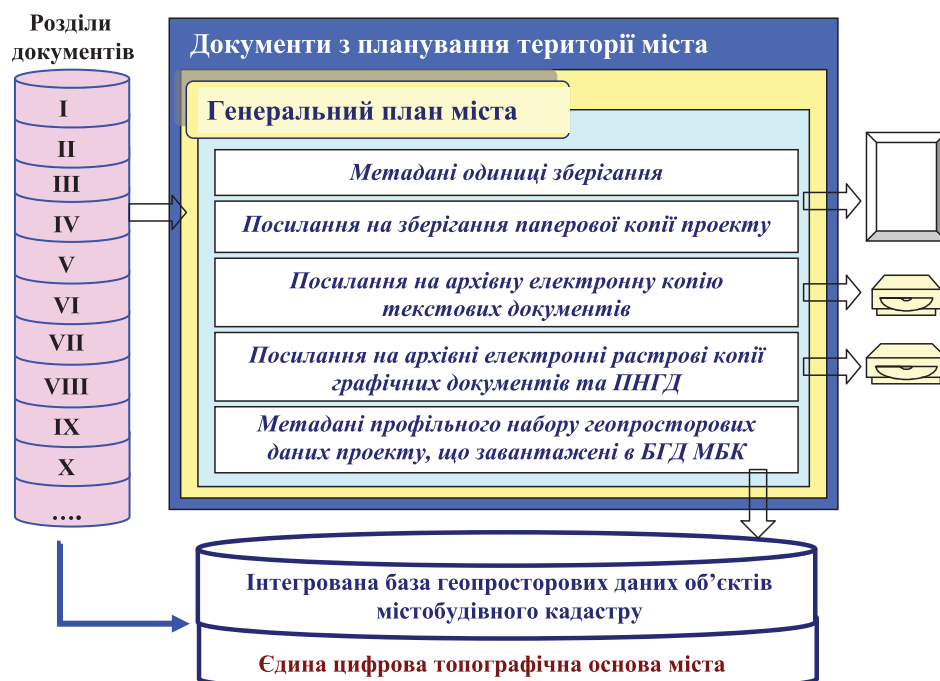 Розділи
документів
I
II
III
IV
V
VI
VII
VIII
IX
X
....
Документи з планування території міста
Генеральний план міста
Метадані одиниці зберігання
Посилання на зберігання паперової копії проекту
Посилання на архівну електронну копію
текстових документів
Посилання на архівні електронні растрові копії
графічних документів та ПНГД
Метадані профільного набору геопросторових
даних проекту, що завантажені в БГД МБК
Інтегрована база геопросторових даних об’єктів
містобудівного кадастру
Єдина цифрова топографічна основа міста